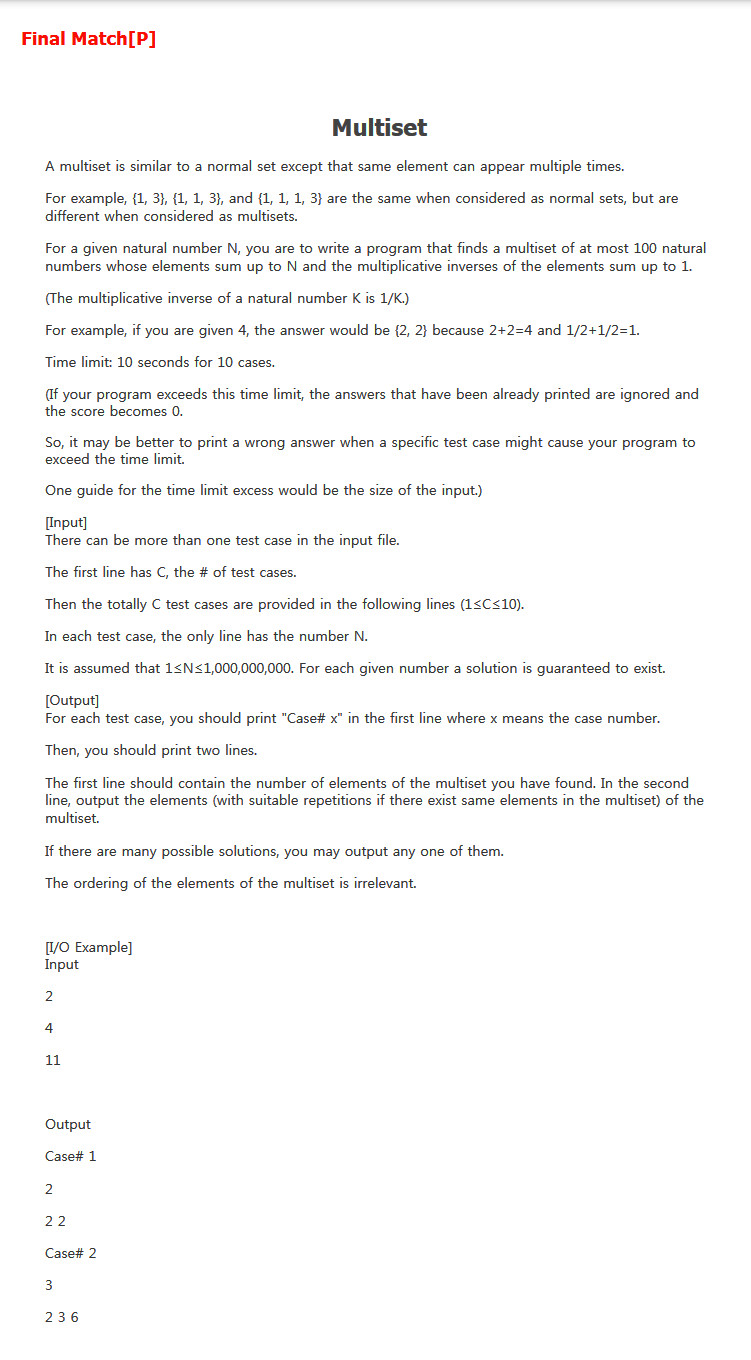 Final Match[P]
Multiset
A multiset is similar to a normal set except that same element can appear multiple times.
For example, {1, 3}, {1, 1, 3}, and {1, 1, 1, 3} are the same when considered as normal sets, but are
different when considered as multisets.
For a given natural number N, you are to write a program that finds a multiset of at most 100 natural
numbers whose elements sum up to N and the multiplicative inverses of the elements sum up to 1.
(The multiplicative inverse of a natural number K is 1/K.)
For example, if you are given 4, the answer would be {2, 2} because 2+2=4 and 1/2+1/2=1.
Time limit: 10 seconds for 10 cases.
(If your program exceeds this time limit, the answers that have been already printed are ignored and
the score becomes 0.
So, it may be better to print a wrong answer when a specific test case might cause your program to
exceed the time limit.
One guide for the time limit excess would be the size of the input.)
[Input]
There can be more than one test case in the input file.
The first line has C, the # of test cases.
Then the totally C test cases are provided in the following lines (1≤C≤10).
In each test case, the only line has the number N.
It is assumed that 1≤N≤1,000,000,000. For each given number a solution is guaranteed to exist.
[Output]
For each test case, you should print "Case# x" in the first line where x means the case number.
Then, you should print two lines.
The first line should contain the number of elements of the multiset you have found. In the second
line, output the elements (with suitable repetitions if there exist same elements in the multiset) of the
multiset.
If there are many possible solutions, you may output any one of them.
The ordering of the elements of the multiset is irrelevant.
[I/O Example]
Input
2
4
11
Output
Case# 1
2
2 2
Case# 2
3
2 3 6